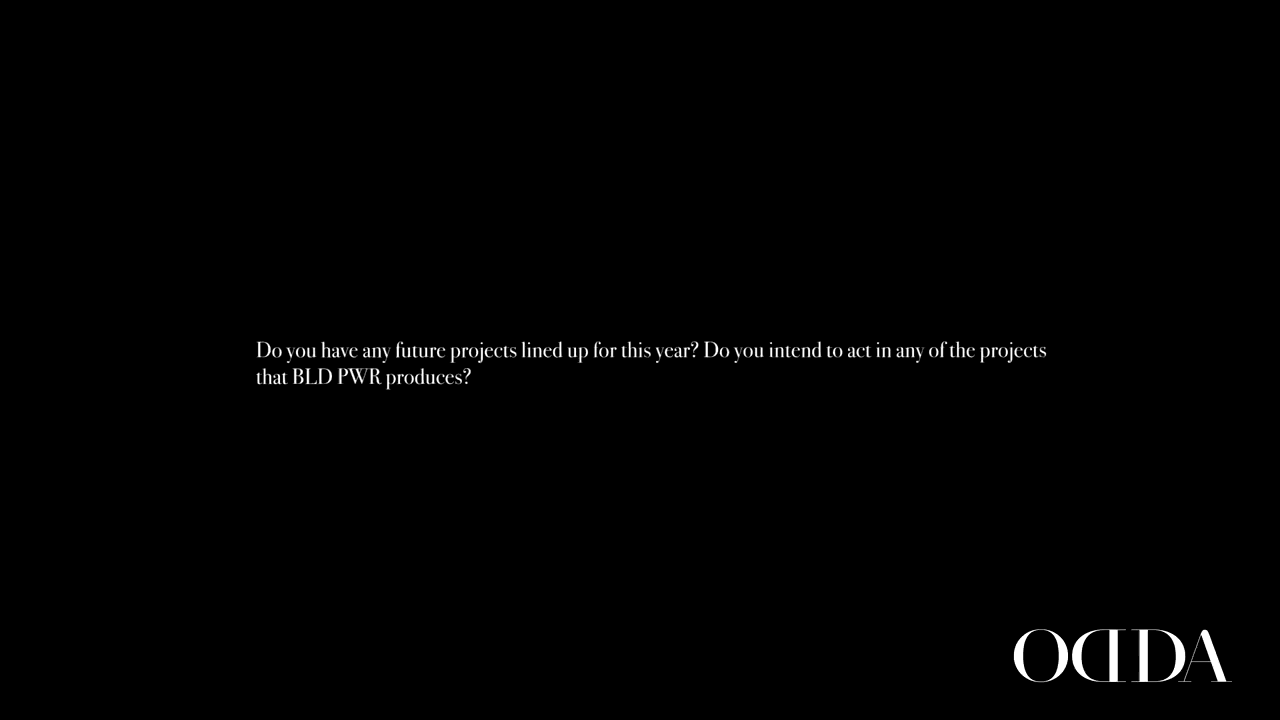 Do you have any future projects lined up for this year? Do you intend to act in any of the projects
that BLD PWR produces?
ODDA